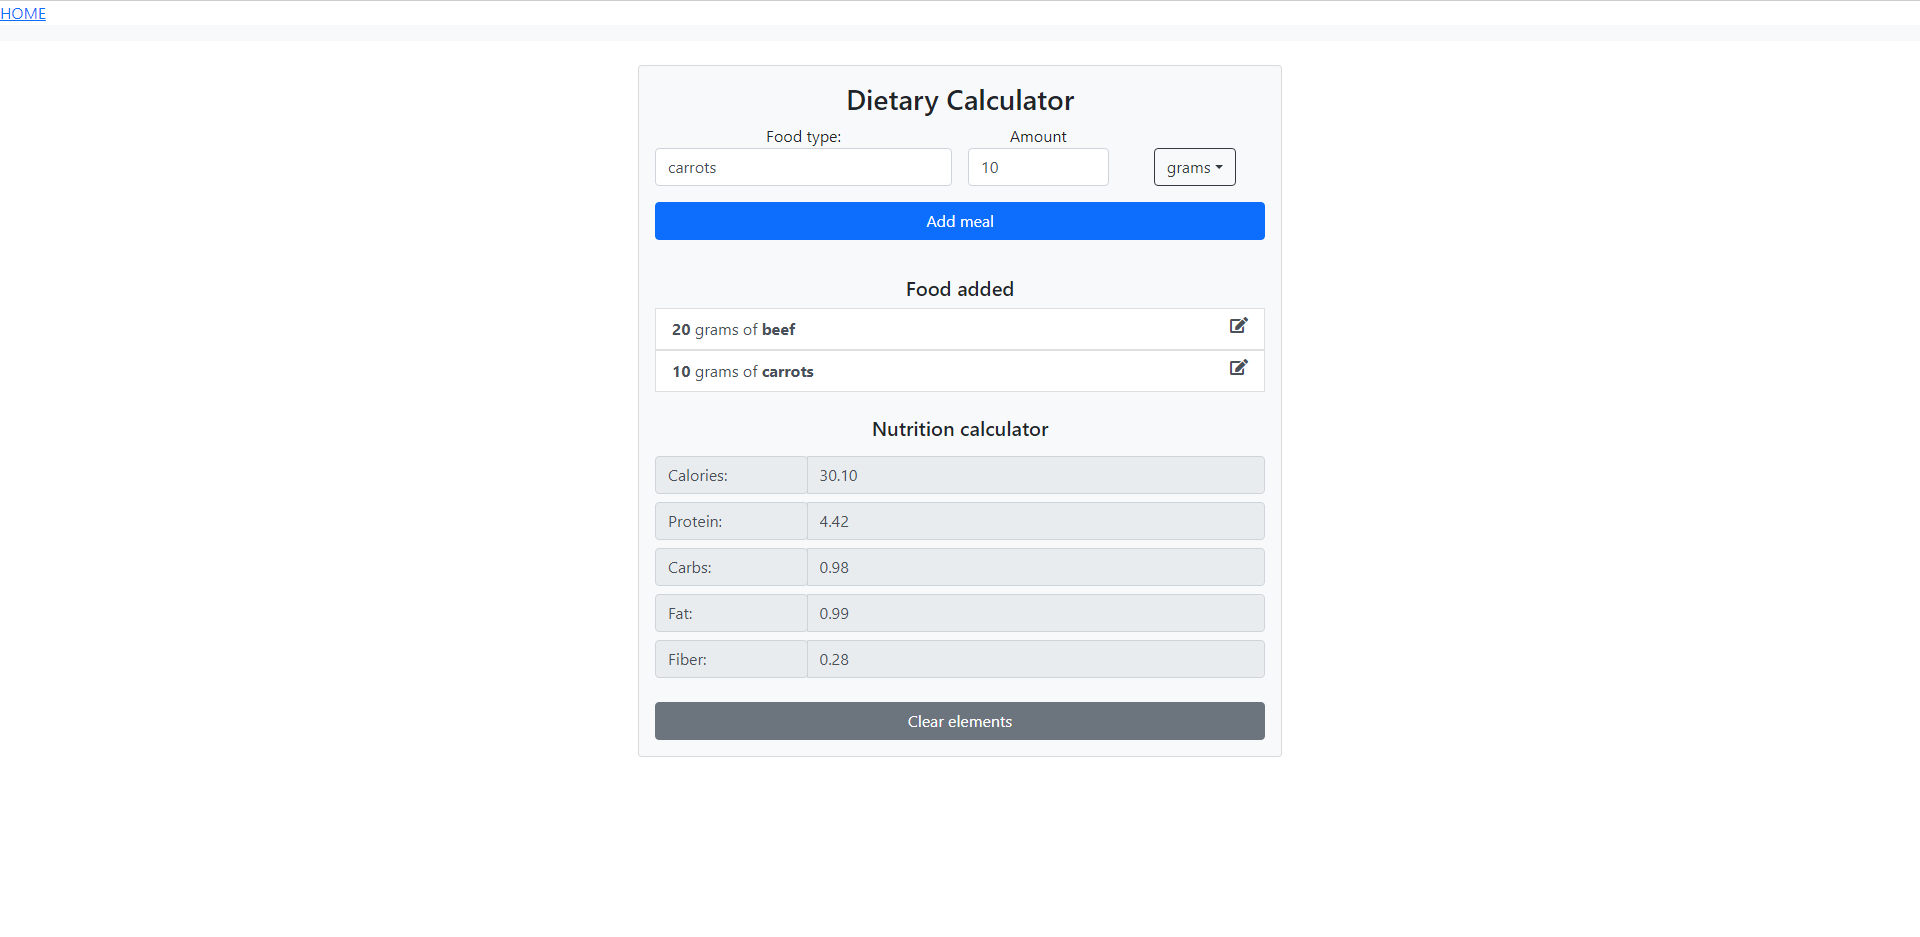 HOME
Dietary Calculator
Food type: Amount
carrots 10 grams
Add meal
Food added
20 grams of beef
10 grams of carrots
Nutrition calculator
Calories: 30.10
Protein: 4.42
Carbs: 0.98
Fat: 0.99
Fiber: 0.28
Clear elements